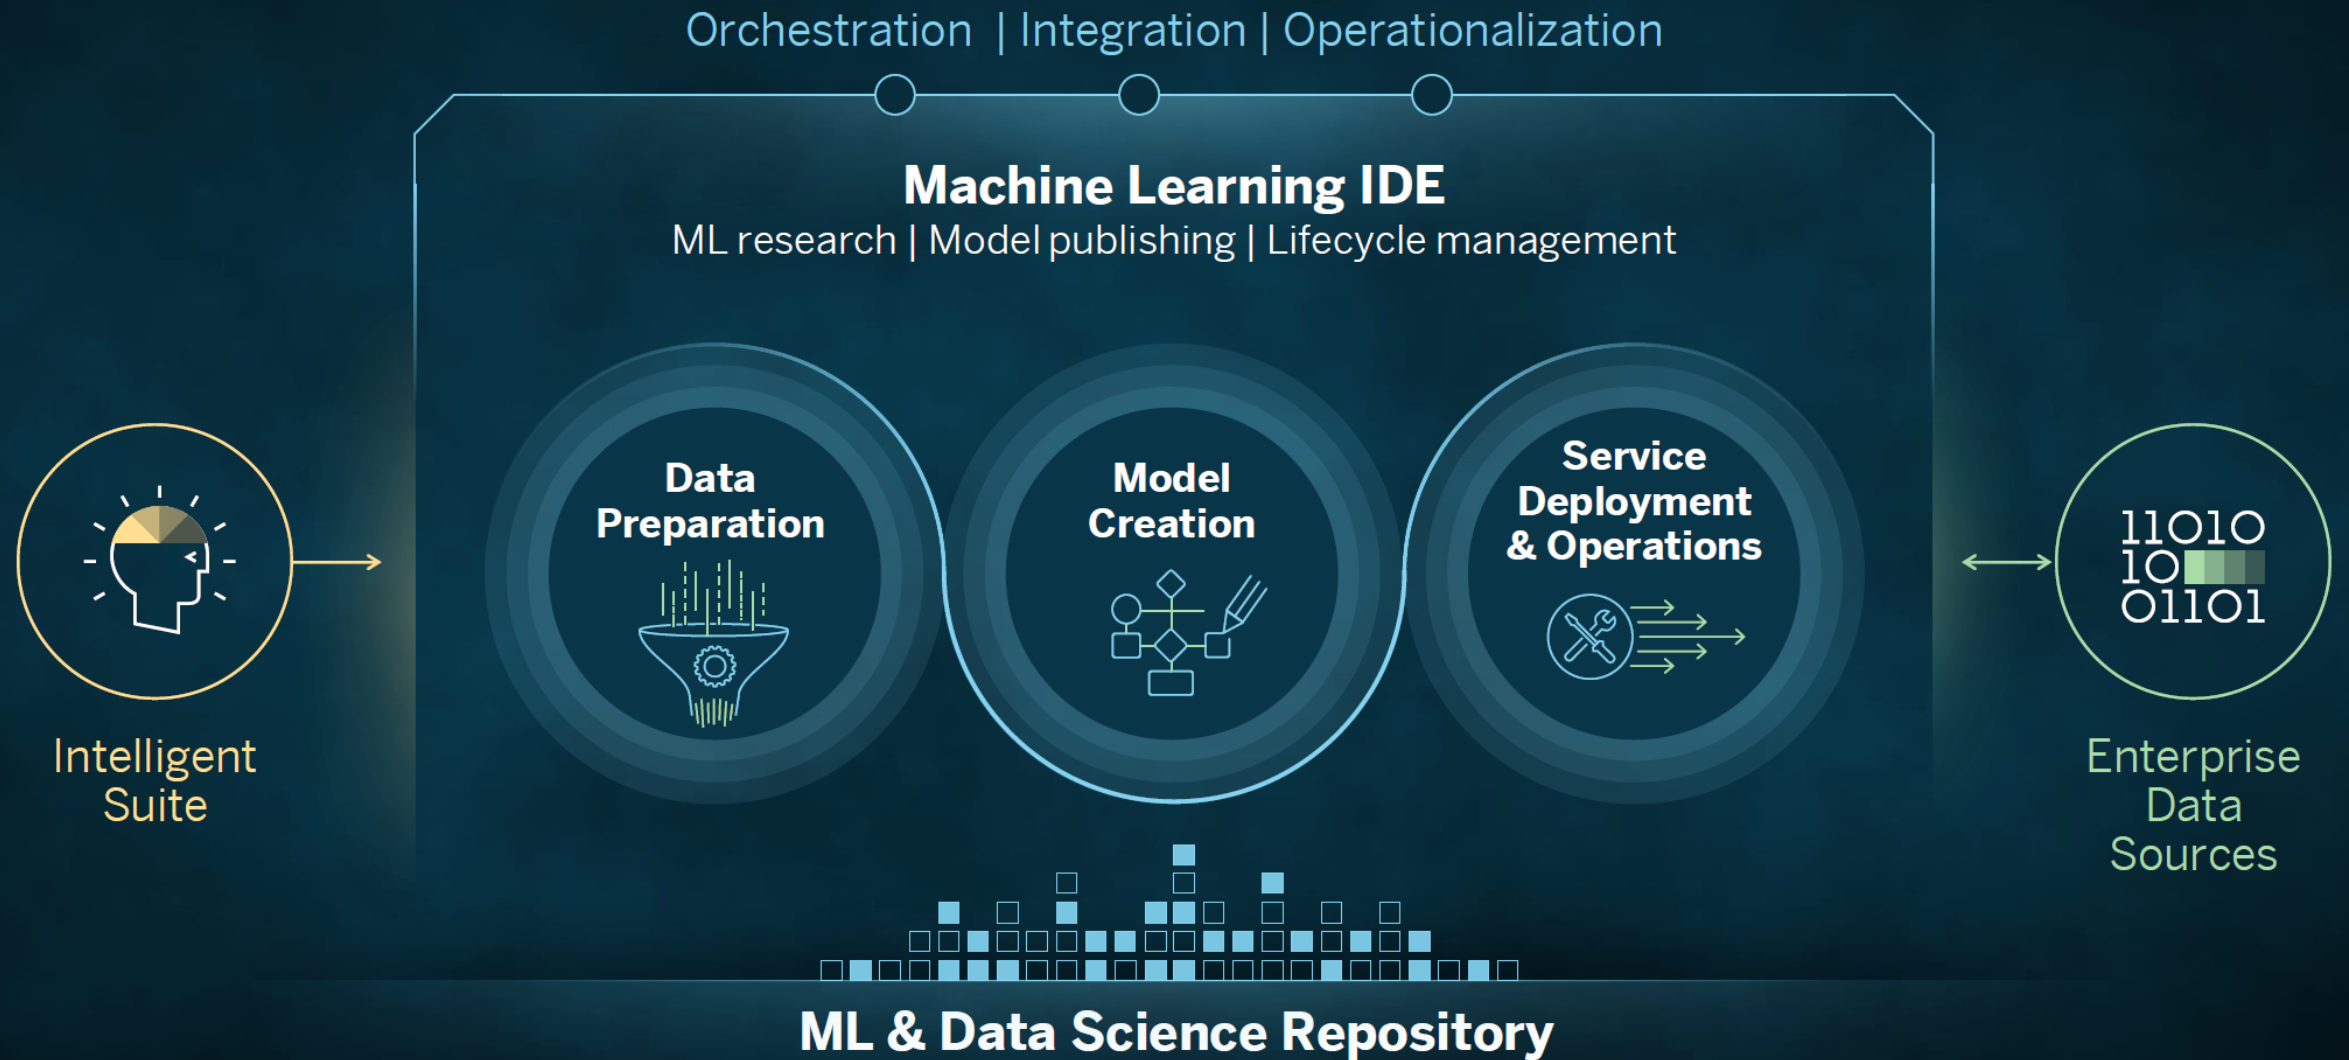 Orchestration | Integration | Operationalization
Machine Learning IDE
ML research | Model publishing | Lifecycle management
Data
Preparation
Model
Creation
Service
Deployment
& Operations
Intelligent
Suite
11010
10
01101
Enterprise
Data
Sources
ML & Data Science Repository